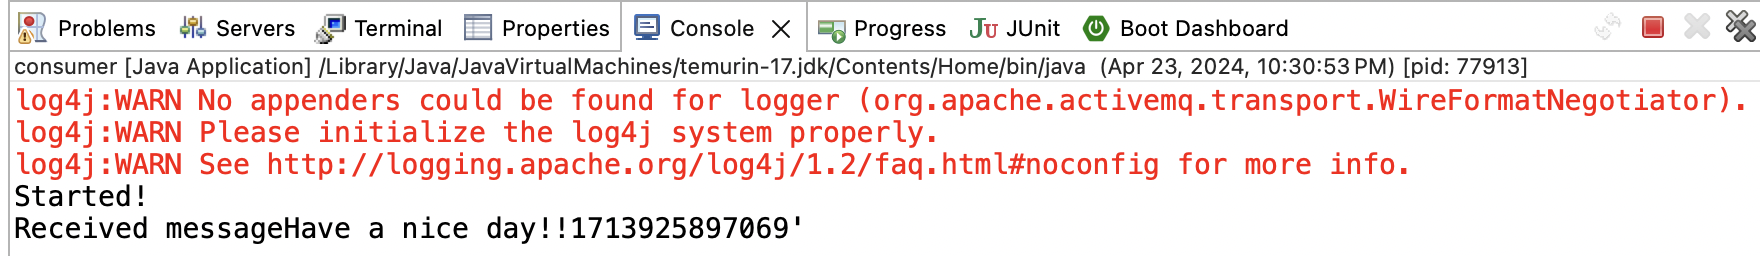 Problems Servers Terminal Properties Console Progress JUnit Boot Dashboard
consumer [Java Application] /Library/Java/JavaVirtualMachines/temurin-17.jdk/Contents/Home/bin/java (Apr 23, 2024, 10:30:53 PM) [pid: 77913]
log4j:WARN No appenders could be found for logger (org.apache.activemq.transport.WireFormatNegotiator).
log4j:WARN Please initialize the log4j system properly.
log4j:WARN See http://logging.apache.org/log4j/1.2/faq.html#noconfig for more info.
Started!
Received messageHave a nice day!!1713925897069'